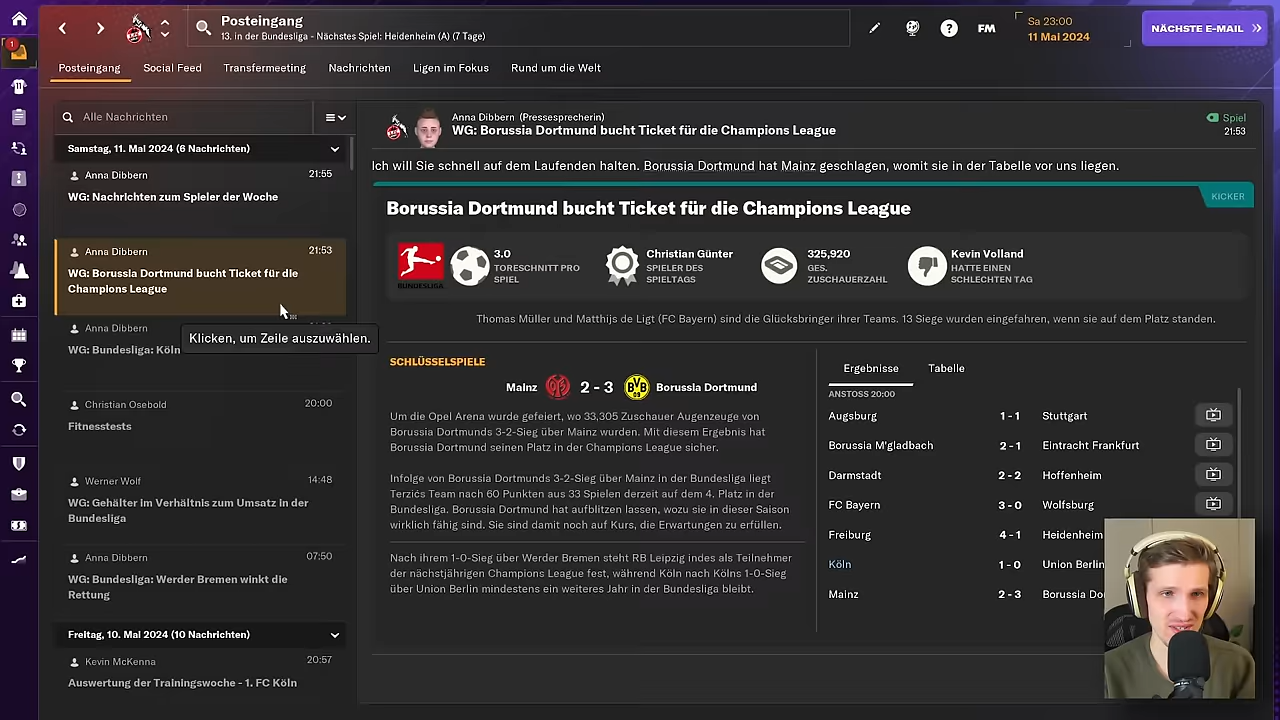 Posteingang
13. in der Bundesliga - Nächstes Spiel: Heidenheim (A) (7 Tage)
FM
Sa 23:00
11 Mai 2024
NÄCHSTE E-MAIL
1
Posteingang
Social Feed
Transfermeeting
Nachrichten
Ligen im Fokus
Rund um die Welt
Alle Nachrichten
Samstag, 11. Mai 2024 (6 Nachrichten)
Anna Dibbern
21:55
WG: Nachrichten zum Spieler der Woche
Anna Dibbern
21:53
WG: Borussia Dortmund bucht Ticket für die
Champions League
Anna Dibbern
WG: Bundesliga: Köln
Klicken, um Zeile auszuwählen.
Christian Osebold
20:00
Fitnesstests
Werner Wolf
14:48
WG: Gehälter im Verhältnis zum Umsatz in der
Bundesliga
Anna Dibbern
07:50
WG: Bundesliga: Werder Bremen winkt die
Rettung
Freitag, 10. Mai 2024 (10 Nachrichten)
Kevin McKenna
20:57
Auswertung der Trainingswoche - 1. FC Köln
Anna Dibbern (Pressesprecherin)
WG: Borussia Dortmund bucht Ticket für die Champions League
Spiel
21:53
Ich will Sie schnell auf dem Laufenden halten. Borussia Dortmund hat Mainz geschlagen, womit sie in der Tabelle vor uns liegen.
KICKER
Borussia Dortmund bucht Ticket für die Champions League
BUNDESLIGA
3.0
TORESCHNITT PRO
SPIEL
Christian Günter
SPIELER DES
SPIELTAGS
325,920
GES.
ZUSCHAUERZAHL
Kevin Volland
HATTE EINEN
SCHLECHTEN TAG
Thomas Müller und Matthijs de Ligt (FC Bayern) sind die Glücksbringer ihrer Teams. 13 Siege wurden eingefahren, wenn sie auf dem Platz standen.
SCHLÜSSELSPIELE
Mainz 2 - 3 Borussia Dortmund
Um die Opel Arena wurde gefeiert, wo 33,305 Zuschauer Augenzeuge von
Borussia Dortmunds 3-2-Sieg über Mainz wurden. Mit diesem Ergebnis hat
Borussia Dortmund seinen Platz in der Champions League sicher.
Infolge von Borussia Dortmunds 3-2-Sieg über Mainz in der Bundesliga liegt
Terzićs Team nach 60 Punkten aus 33 Spielen derzeit auf dem 4. Platz in der
Bundesliga. Borussia Dortmund hat aufblitzen lassen, wozu sie in dieser Saison
wirklich fähig sind. Sie sind damit noch auf Kurs, die Erwartungen zu erfüllen.
Nach ihrem 1-0-Sieg über Werder Bremen steht RB Leipzig indes als Teilnehmer
der nächstjährigen Champions League fest, während Köln nach Kölns 1-0-Sieg
über Union Berlin mindestens ein weiteres Jahr in der Bundesliga bleibt.
Ergebnisse
Tabelle
ANSTOSS 20:00
Augsburg 1 - 1 Stuttgart
Borussia M'gladbach 2 - 1 Eintracht Frankfurt
Darmstadt 2 - 2 Hoffenheim
FC Bayern 3 - 0 Wolfsburg
Freiburg 4 - 1 Heidenheim
Köln 1 - 0 Union Berlin
Mainz 2 - 3 Borussia Do